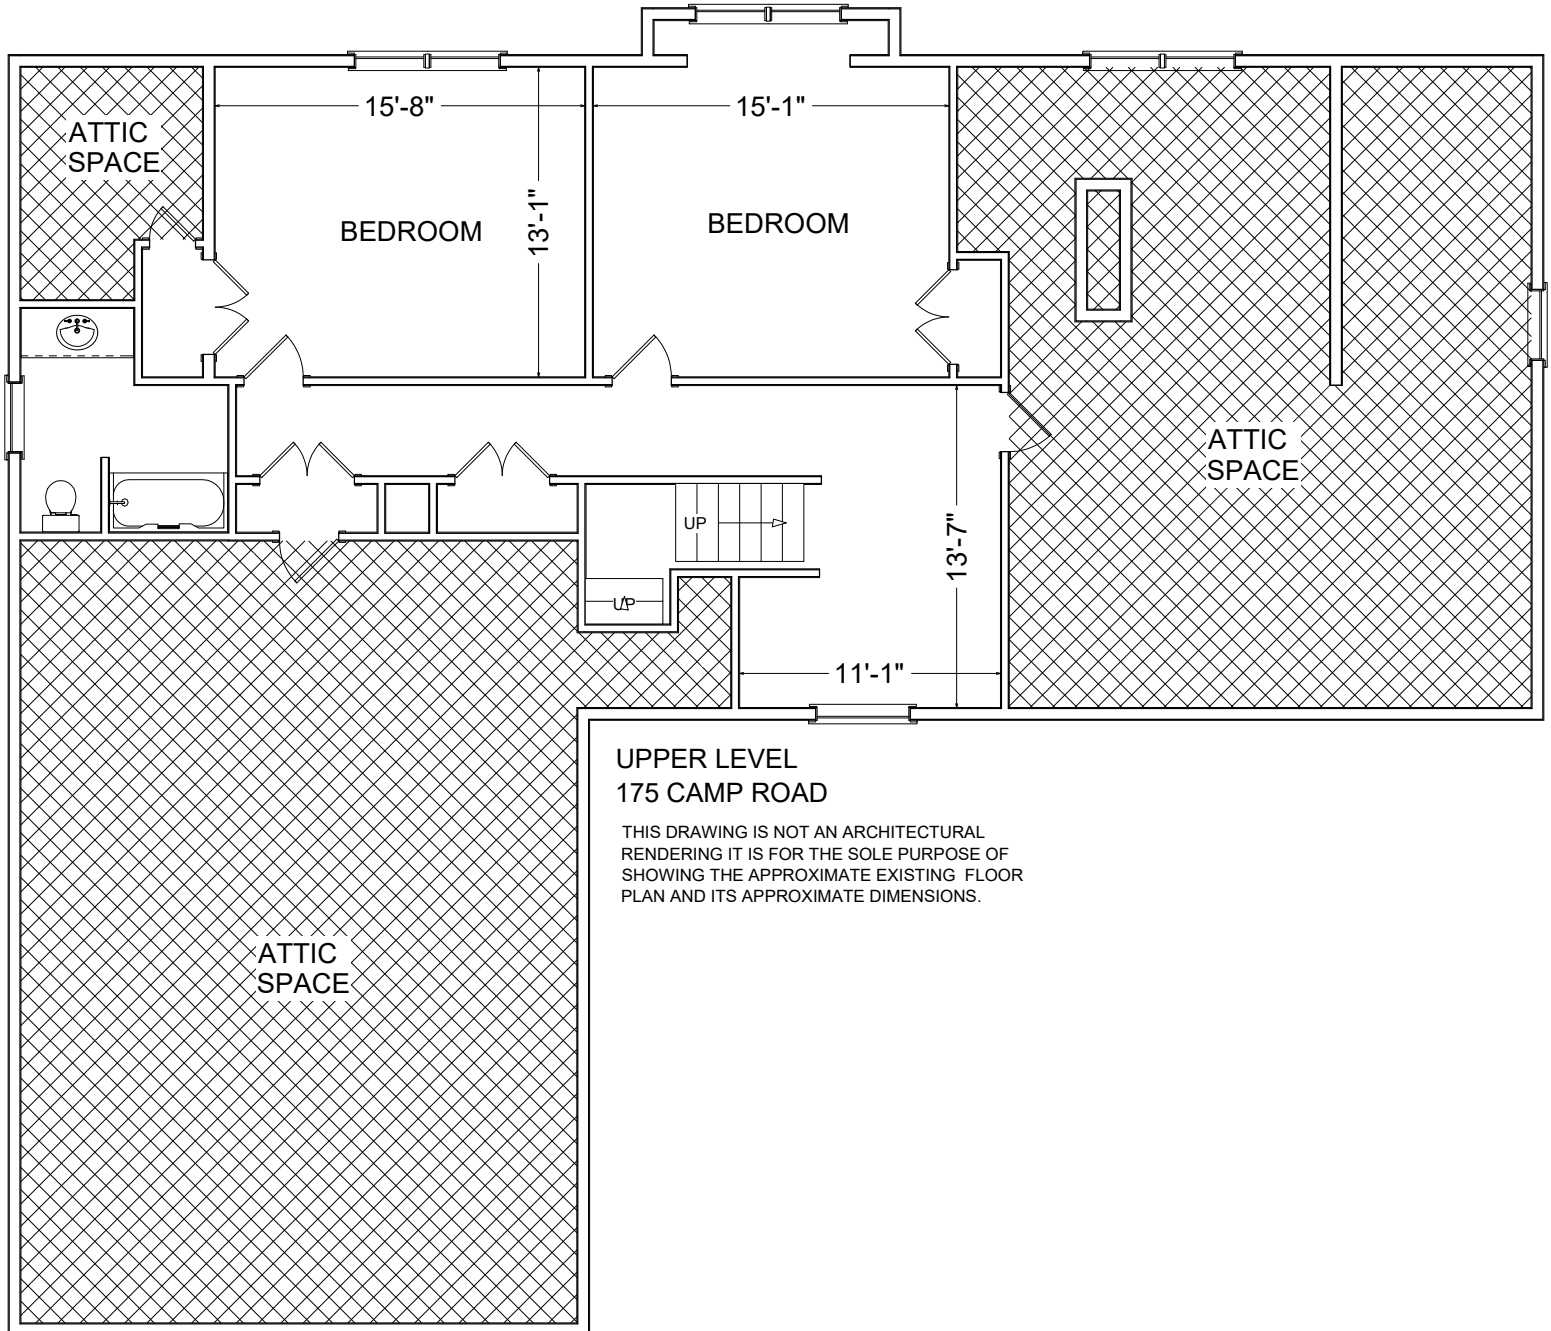 15'-8"
15'-1"
ATTIC
SPACE
BEDROOM
13'-1"
BEDROOM
ATTIC
SPACE
UP
13'-7"
UP
11'-1"
UPPER LEVEL
175 CAMP ROAD
THIS DRAWING IS NOT AN ARCHITECTURAL
RENDERING IT IS FOR THE SOLE PURPOSE OF
SHOWING THE APPROXIMATE EXISTING FLOOR
PLAN AND ITS APPROXIMATE DIMENSIONS.
ATTIC
SPACE